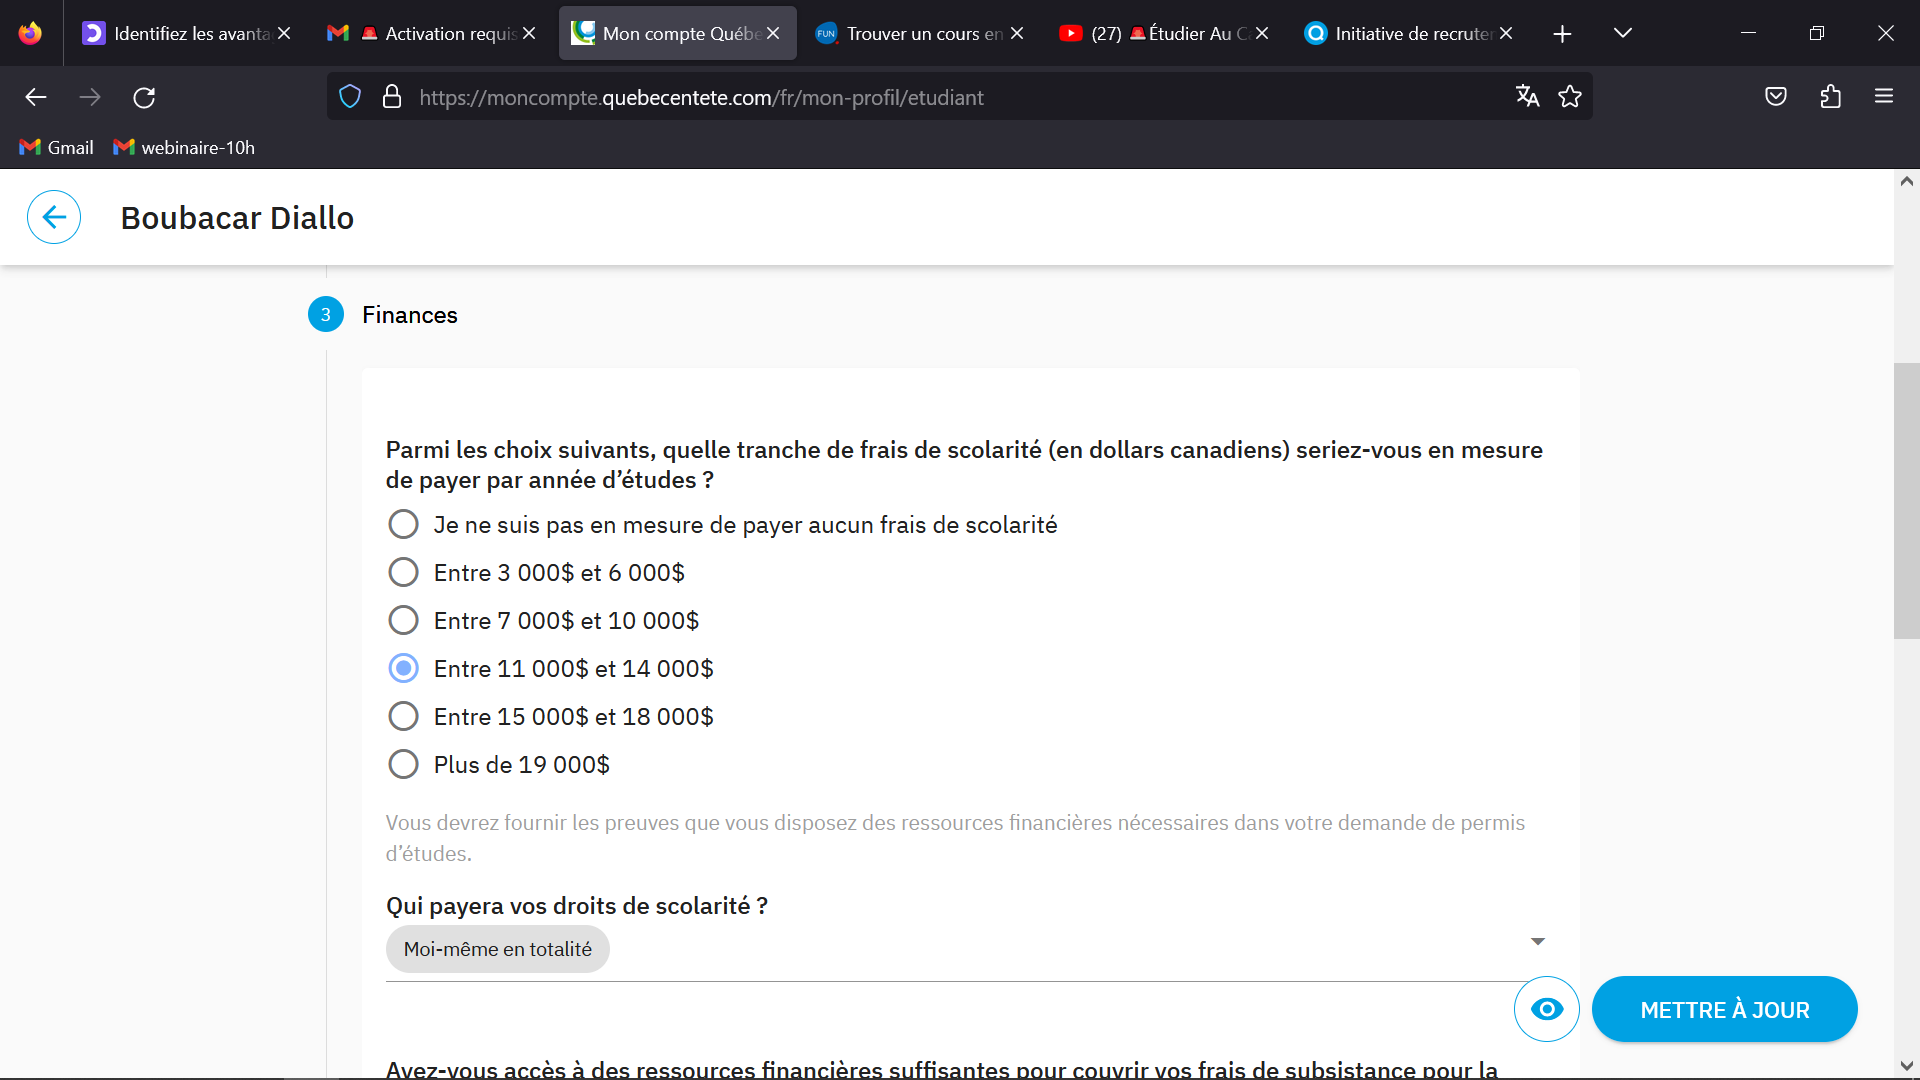 Identifiez les avanta
Activation requis
Mon compte Québe
FUN
Trouver un cours en
(27) 🚨Étudier Au C
Initiative de recruter
https://moncompte.quebecentete.com/fr/mon-profil/etudiant
Gmail
webinaire-10h
Boubacar Diallo
3
Finances
Parmi les choix suivants, quelle tranche de frais de scolarité (en dollars canadiens) seriez-vous en mesure
de payer par année d’études ?
Je ne suis pas en mesure de payer aucun frais de scolarité
Entre 3 000$ et 6 000$
Entre 7 000$ et 10 000$
Entre 11 000$ et 14 000$
Entre 15 000$ et 18 000$
Plus de 19 000$
Vous devrez fournir les preuves que vous disposez des ressources financières nécessaires dans votre demande de permis
d’études.
Qui payera vos droits de scolarité ?
Moi-même en totalité
METTRE À JOUR
Avez-vous accès à des ressources financières suffisantes pour couvrir vos frais de subsistance pour la